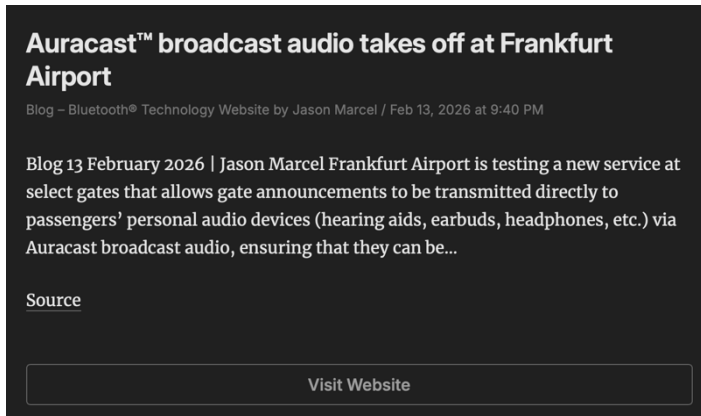 Auracast™ broadcast audio takes off at Frankfurt
Airport
Blog – Bluetooth® Technology Website by Jason Marcel / Feb 13, 2026 at 9:40 PM
Blog 13 February 2026 | Jason Marcel Frankfurt Airport is testing a new service at
select gates that allows gate announcements to be transmitted directly to
passengers’ personal audio devices (hearing aids, earbuds, headphones, etc.) via
Auracast broadcast audio, ensuring that they can be...
Source
Visit Website